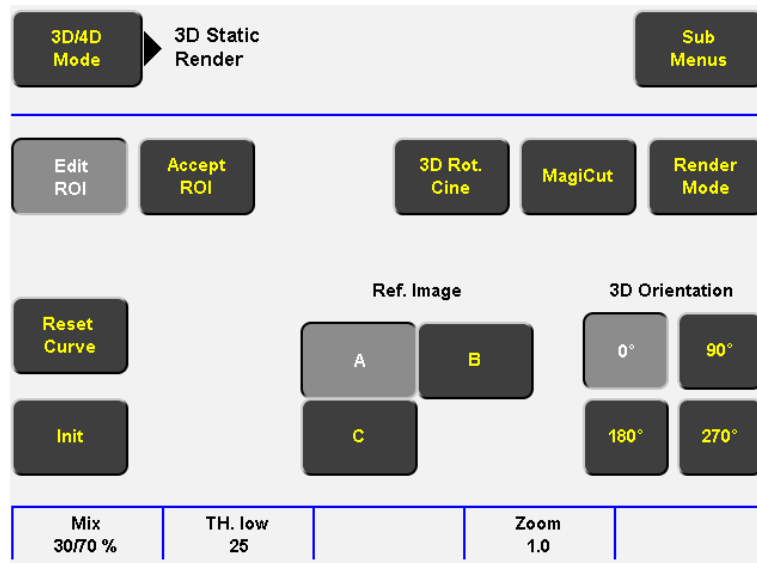 3D/4D
Mode
3D Static
Render
Sub
Menus
Edit
ROI
Accept
ROI
3D Rot.
Cine
MagiCut
Render
Mode
Ref. Image
3D Orientation
Reset
Curve
A
B
0°
90°
Init
C
180°
270°
Mix
30/70 %
TH. low
25
Zoom
1.0